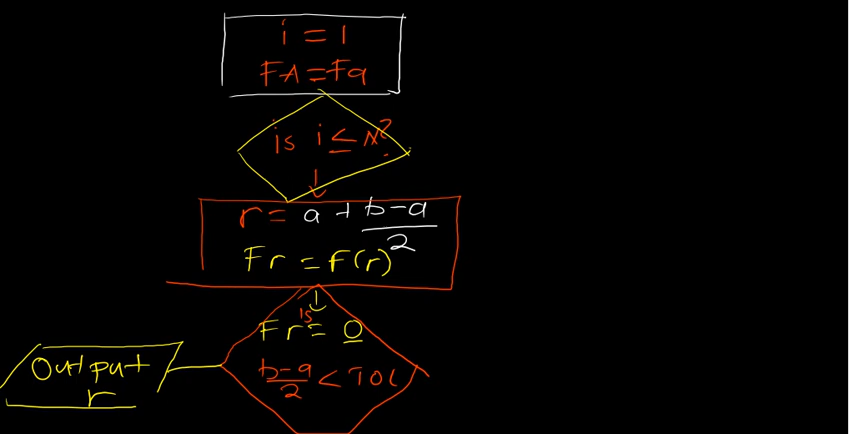 i = 1
FA = Fa
is i ≤ N?
r = a + b-a
2
Fr = f(r)
is
Fr = 0
b-a
2 < TOL
Output
r